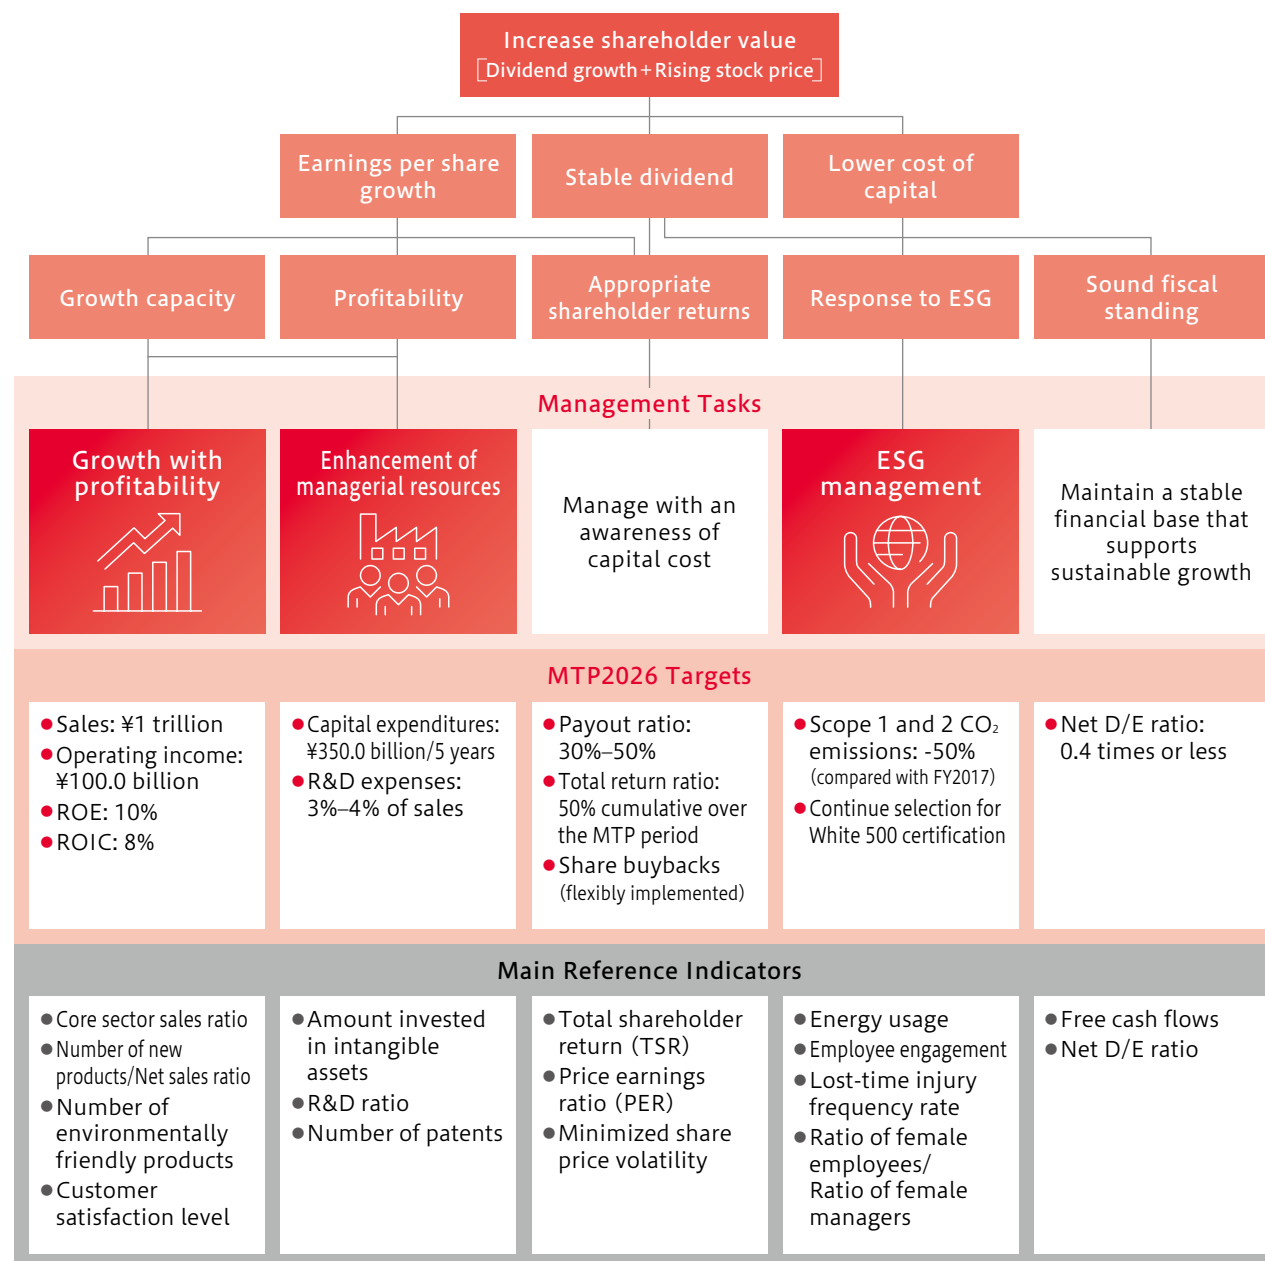 Increase shareholder value
[Dividend growth+Rising stock price]
Earnings per share
growth
Stable dividend
Lower cost of
capital
Growth capacity
Profitability
Appropriate
shareholder returns
Response to ESG
Sound fiscal
standing
Management Tasks
Growth with
profitability
Enhancement of
managerial resources
Manage with an
awareness of
capital cost
ESG
management
Maintain a stable
financial base that
supports
sustainable growth
MTP2026 Targets
●Sales: ¥1 trillion
●Operating income:
¥100.0 billion
●ROE: 10%
●ROIC: 8%
●Capital expenditures:
¥350.0 billion/5 years
●R&D expenses:
3%–4% of sales
●Payout ratio:
30%–50%
●Total return ratio:
50% cumulative over
the MTP period
●Share buybacks
(flexibly implemented)
●Scope 1 and 2 CO₂
emissions: -50%
(compared with FY2017)
●Continue selection for
White 500 certification
●Net D/E ratio:
0.4 times or less
Main Reference Indicators
●Core sector sales ratio
●Number of new
products/Net sales ratio
●Number of
environmentally
friendly products
●Customer
satisfaction level
●Amount invested
in intangible
assets
●R&D ratio
●Number of patents
●Total shareholder
return (TSR)
●Price earnings
ratio (PER)
●Minimized share
price volatility
●Energy usage
●Employee engagement
●Lost-time injury
frequency rate
●Ratio of female
employees/
Ratio of female
managers
●Free cash flows
●Net D/E ratio